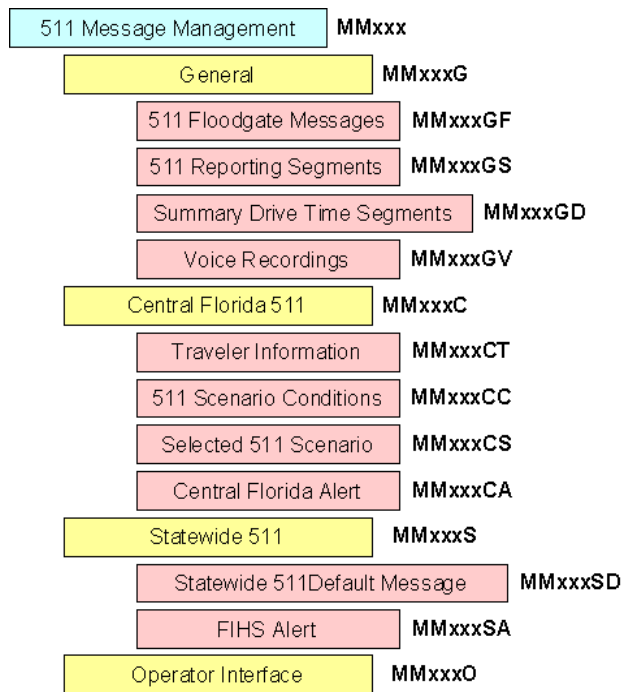 511 Message Management MMxxx
General MMxxxG
511 Floodgate Messages MMxxxGF
511 Reporting Segments MMxxxGS
Summary Drive Time Segments MMxxxGD
Voice Recordings MMxxxGV
Central Florida 511 MMxxxC
Traveler Information MMxxxCT
511 Scenario Conditions MMxxxCC
Selected 511 Scenario MMxxxCS
Central Florida Alert MMxxxCA
Statewide 511 MMxxxS
Statewide 511Default Message MMxxxSD
FIHS Alert MMxxxSA
Operator Interface MMxxxO